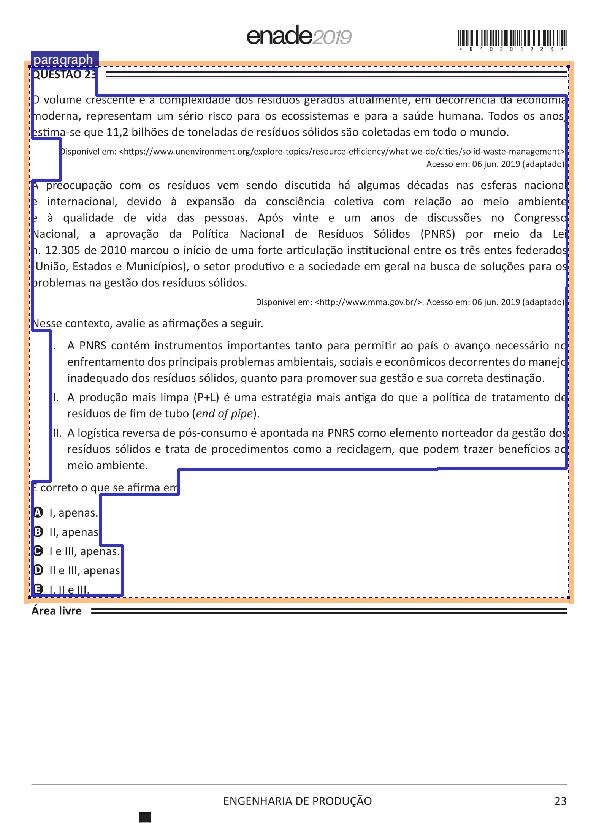 enade2019
paragraph
QUESTÃO 23
O volume crescente e a complexidade dos resíduos gerados atualmente, em decorrência da economia
moderna, representam um sério risco para os ecossistemas e para a saúde humana. Todos os anos,
estima-se que 11,2 bilhões de toneladas de resíduos sólidos são coletadas em todo o mundo.
Disponível em: <https://www.unenvironment.org/explore-topics/resource-efficiency/what-we-do/cities/solid-waste-management>.
Acesso em: 06 jun. 2019 (adaptado).
A preocupação com os resíduos vem sendo discutida há algumas décadas nas esferas nacional
e internacional, devido à expansão da consciência coletiva com relação ao meio ambiente
e à qualidade de vida das pessoas. Após vinte e um anos de discussões no Congresso
Nacional, a aprovação da Política Nacional de Resíduos Sólidos (PNRS) por meio da Lei
n. 12.305 de 2010 marcou o início de uma forte articulação institucional entre os três entes federados
(União, Estados e Municípios), o setor produtivo e a sociedade em geral na busca de soluções para os
problemas na gestão dos resíduos sólidos.
Disponível em: <http://www.mma.gov.br/>. Acesso em: 06 jun. 2019 (adaptado).
Nesse contexto, avalie as afirmações a seguir.
I. A PNRS contém instrumentos importantes tanto para permitir ao país o avanço necessário no
enfrentamento dos principais problemas ambientais, sociais e econômicos decorrentes do manejo
inadequado dos resíduos sólidos, quanto para promover sua gestão e sua correta destinação.
II. A produção mais limpa (P+L) é uma estratégia mais antiga do que a política de tratamento de
resíduos de fim de tubo (end of pipe).
III. A logística reversa de pós-consumo é apontada na PNRS como elemento norteador da gestão dos
resíduos sólidos e trata de procedimentos como a reciclagem, que podem trazer benefícios ao
meio ambiente.
É correto o que se afirma em
A I, apenas.
B II, apenas.
C I e III, apenas.
D II e III, apenas.
E I, II e III.
Área livre
ENGENHARIA DE PRODUÇÃO 23